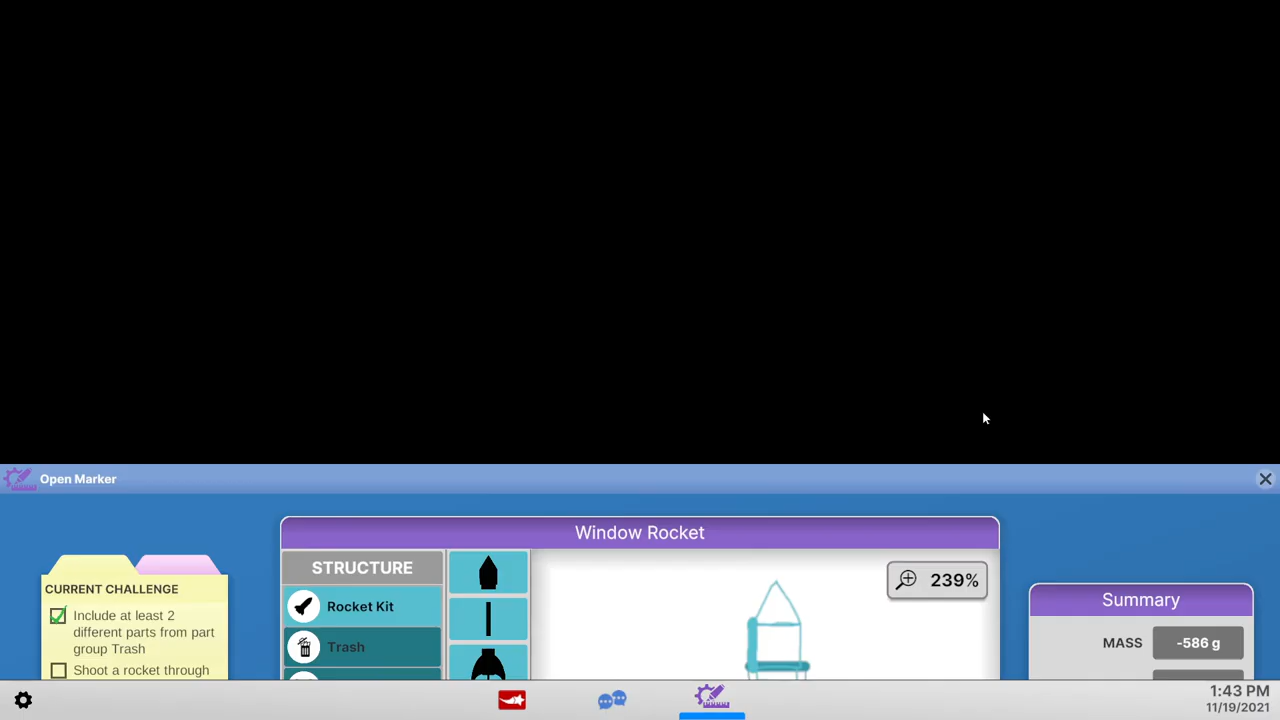 Open Marker
Window Rocket
CURRENT CHALLENGE
Include at least 2
different parts from part
group Trash
Shoot a rocket through
STRUCTURE
Rocket Kit
Trash
239%
Summary
MASS -586 g
1:43 PM
11/19/2021